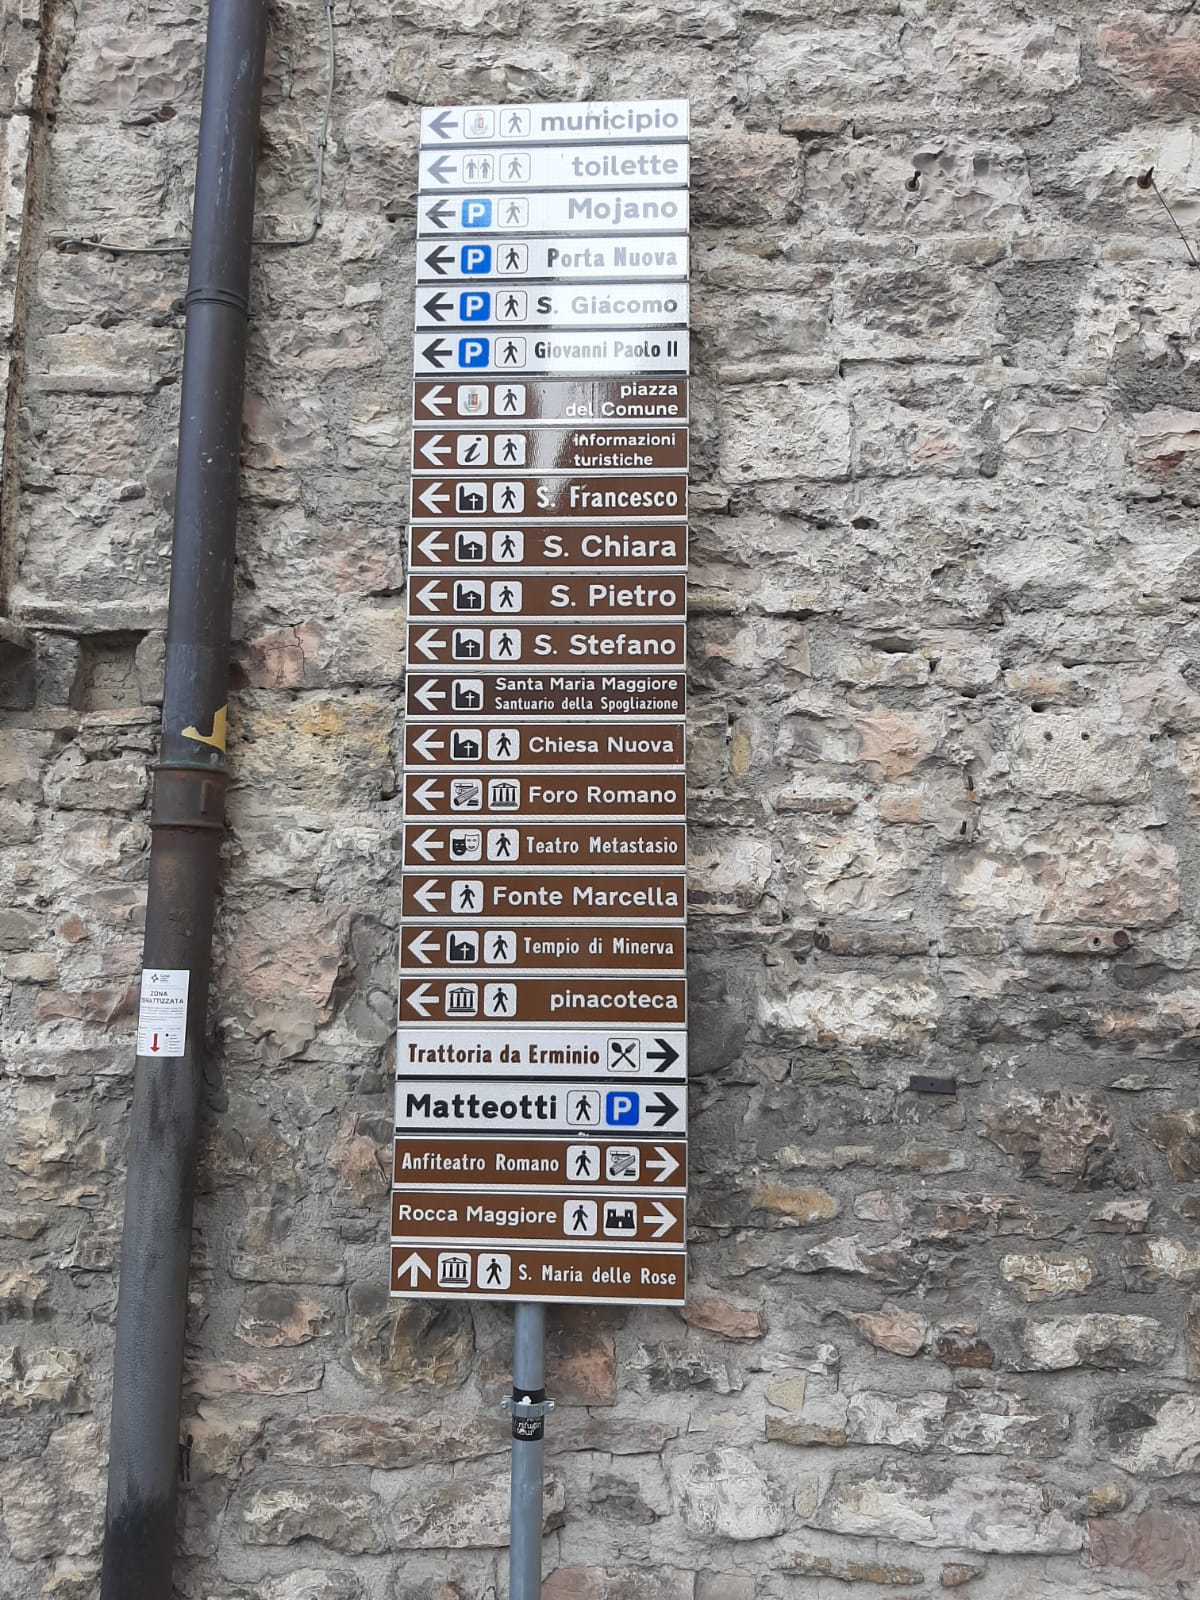 municipio
toilette
P Mojano
P Porta Nuova
P S. Giacomo
P Giovanni Paolo II
piazza
del Comune
i informazioni
turistiche
S. Francesco
S. Chiara
S. Pietro
S. Stefano
Santa Maria Maggiore
Santuario della Spogliazione
Chiesa Nuova
Foro Romano
Teatro Metastasio
Fonte Marcella
Tempio di Minerva
pinacoteca
Trattoria da Erminio
Matteotti P
Anfiteatro Romano
Rocca Maggiore
S. Maria delle Rose
ZONA